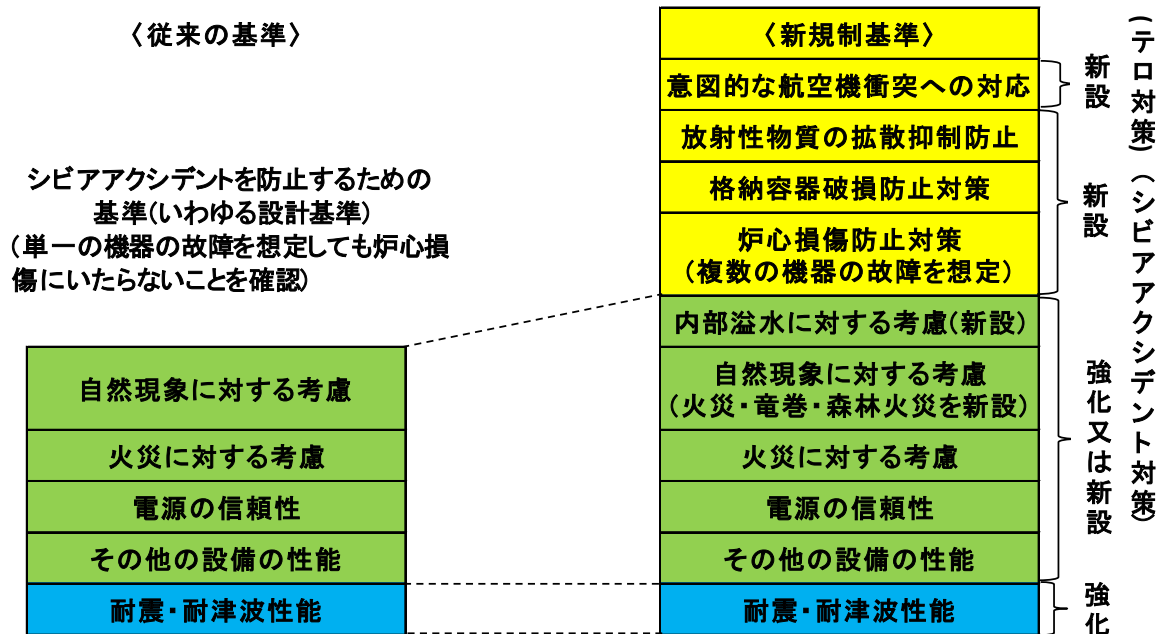 〈従来の基準〉
シビアアクシデントを防止するための
基準(いわゆる設計基準)
(単一の機器の故障を想定しても炉心損
傷にいたらないことを確認)
自然現象に対する考慮
火災に対する考慮
電源の信頼性
その他の設備の性能
耐震・耐津波性能
〈新規制基準〉
意図的な航空機衝突への対応
放射性物質の拡散抑制防止
格納容器破損防止対策
炉心損傷防止対策
(複数の機器の故障を想定)
内部溢水に対する考慮(新設)
自然現象に対する考慮
(火災・竜巻・森林火災を新設)
火災に対する考慮
電源の信頼性
その他の設備の性能
耐震・耐津波性能
新設
(テロ対策)
新設
(シビアアクシデント対策)
強化又は新設
強化